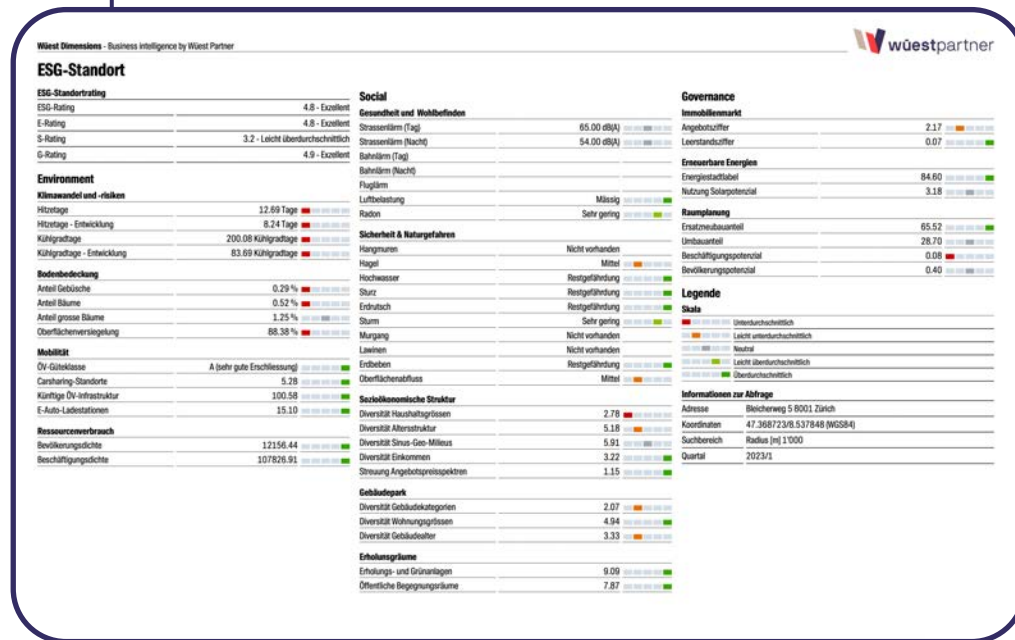 Wüest Dimensions - Business intelligence by Wüest Partner
wüestpartner
ESG-Standort
ESG-Standortrating
ESG-Rating 4.8 - Exzellent
E-Rating 4.8 - Exzellent
S-Rating 3.2 - Leicht überdurchschnittlich
G-Rating 4.9 - Exzellent
Environment
Klimawandel und -risiken
Hitzetage 12.69 Tage
Hitzetage - Entwicklung 8.24 Tage
Kühlgradtage 200.08 Kühlgradtage
Kühlgradtage - Entwicklung 83.69 Kühlgradtage
Bodenbedeckung
Anteil Gebüsche 0.29 %
Anteil Bäume 0.52 %
Anteil grosse Bäume 1.25 %
Oberflächenversiegelung 88.38 %
Mobilität
ÖV-Güteklasse A (sehr gute Erschliessung)
Carsharing-Standorte 5.28
Künftige ÖV-Infrastruktur 100.58
E-Auto-Ladestationen 15.10
Ressourcenverbrauch
Bevölkerungsdichte 12156.44
Beschäftigungsdichte 107826.91
Social
Gesundheit und Wohlbefinden
Strassenlärm (Tag) 65.00 dB(A)
Strassenlärm (Nacht) 54.00 dB(A)
Bahnlärm (Tag)
Bahnlärm (Nacht)
Fluglärm
Luftbelastung Mässig
Radon Sehr gering
Sicherheit & Naturgefahren
Hangmuren Nicht vorhanden
Hagel Mittel
Hochwasser Restgefährdung
Sturz Restgefährdung
Erdrutsch Restgefährdung
Sturm Sehr gering
Murgang Nicht vorhanden
Lawinen Nicht vorhanden
Erdbeben Restgefährdung
Oberflächenabfluss Mittel
Sozioökonomische Struktur
Diversität Haushaltsgrössen 2.78
Diversität Altersstruktur 5.18
Diversität Sinus-Geo-Milieus 5.91
Diversität Einkommen 3.22
Streuung Angebotspreisspektren 1.15
Gebäudepark
Diversität Gebäudekategorien 2.07
Diversität Wohnungsgrössen 4.94
Diversität Gebäudealter 3.33
Erholunsgräume
Erholungs- und Grünanlagen 9.09
Öffentliche Begegnungsräume 7.87
Governance
Immobilienmarkt
Angebotsziffer 2.17
Leerstandsziffer 0.07
Erneuerbare Energien
Energiestadtlabel 84.60
Nutzung Solarpotenzial 3.18
Raumplanung
Ersatzneubauanteil 65.52
Umbauanteil 28.70
Beschäftigungspotenzial 0.08
Bevölkerungspotenzial 0.40
Legende
Skala
Unterdurchschnittlich
Leicht unterdurchschnittlich
Neutral
Leicht überdurchschnittlich
Überdurchschnittlich
Informationen zur Abfrage
Adresse Bleicherweg 5 8001 Zürich
Koordinaten 47.368723/8.537848 (WGS84)
Suchbereich Radius [m] 1'000
Quartal 2023/1